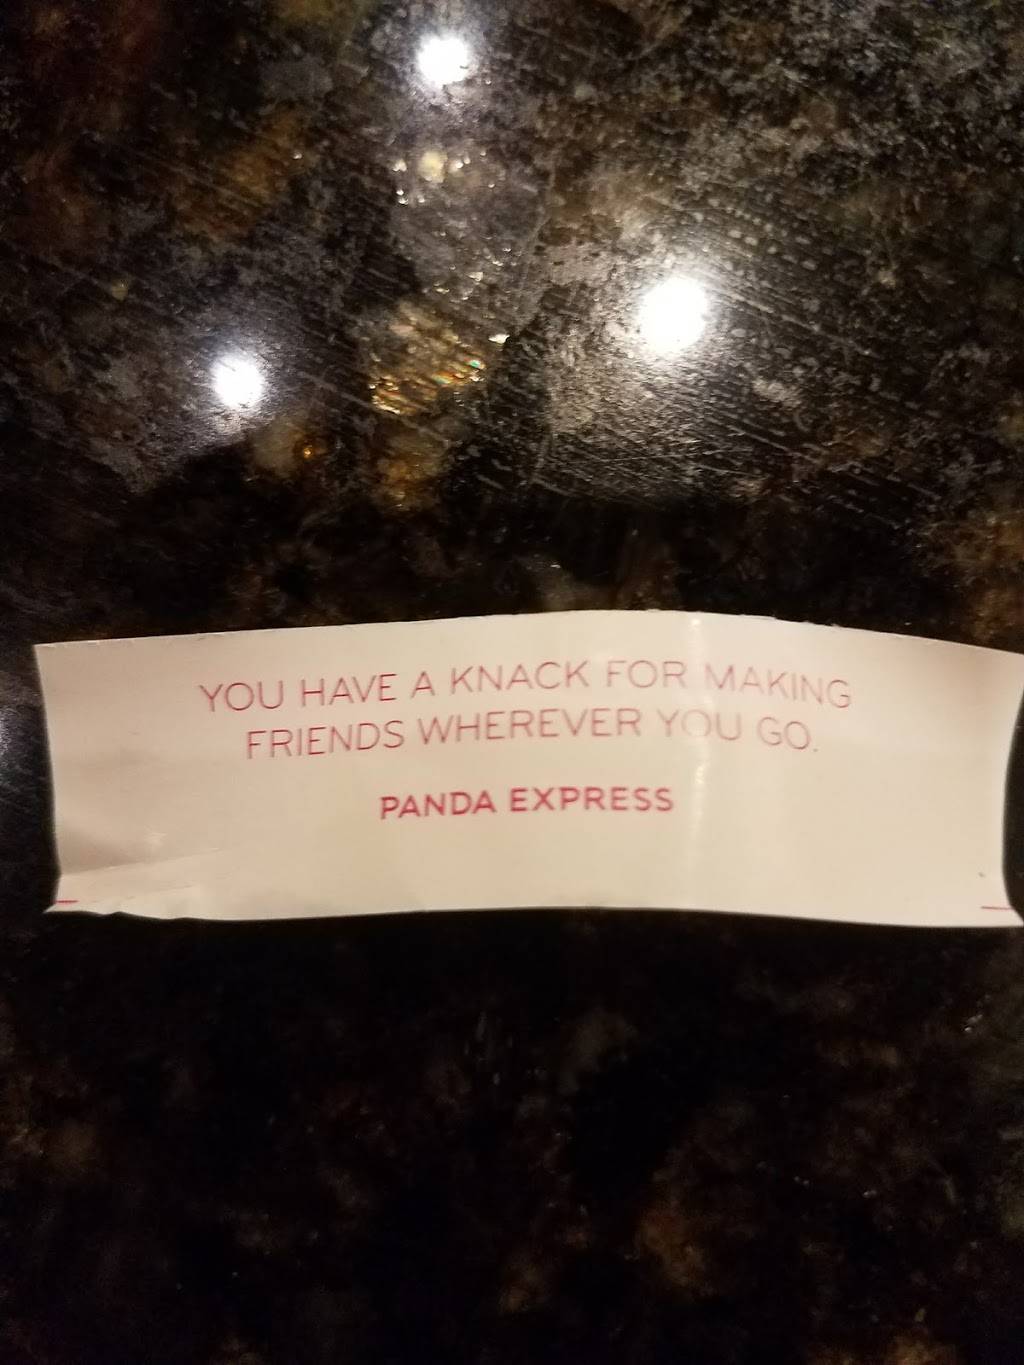 YOU HAVE A KNACK FOR MAKING
FRIENDS WHEREVER YOU GO.
PANDA EXPRESS